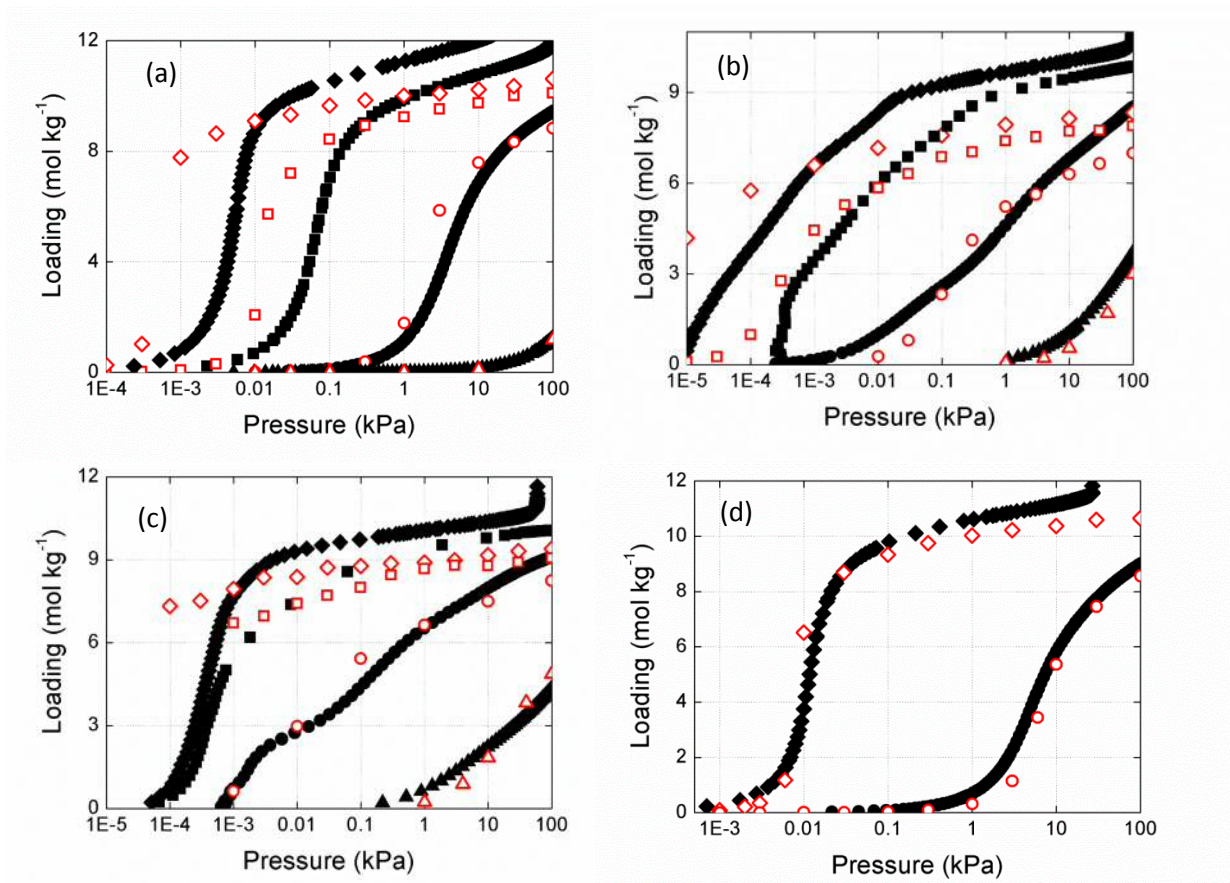 (a)
12
8
4
0
Loading (mol kg⁻¹)
1E-4 1E-3 0.01 0.1 1 10 100
Pressure (kPa)
(b)
9
6
3
0
Loading (mol kg⁻¹)
1E-5 1E-4 1E-3 0.01 0.1 1 10 100
Pressure (kPa)
(c)
12
9
6
3
0
Loading (mol kg⁻¹)
1E-5 1E-4 1E-3 0.01 0.1 1 10 100
Pressure (kPa)
(d)
12
10
8
6
4
2
0
Loading (mol kg⁻¹)
1E-3 0.01 0.1 1 10 100
Pressure (kPa)